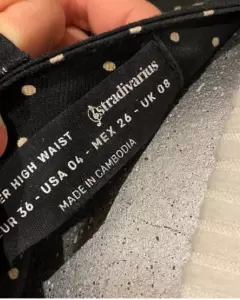 stradivarius
ER HIGH WAIST
UR 36 - USA 04 - MEX 26 - UK 08
MADE IN CAMBODIA